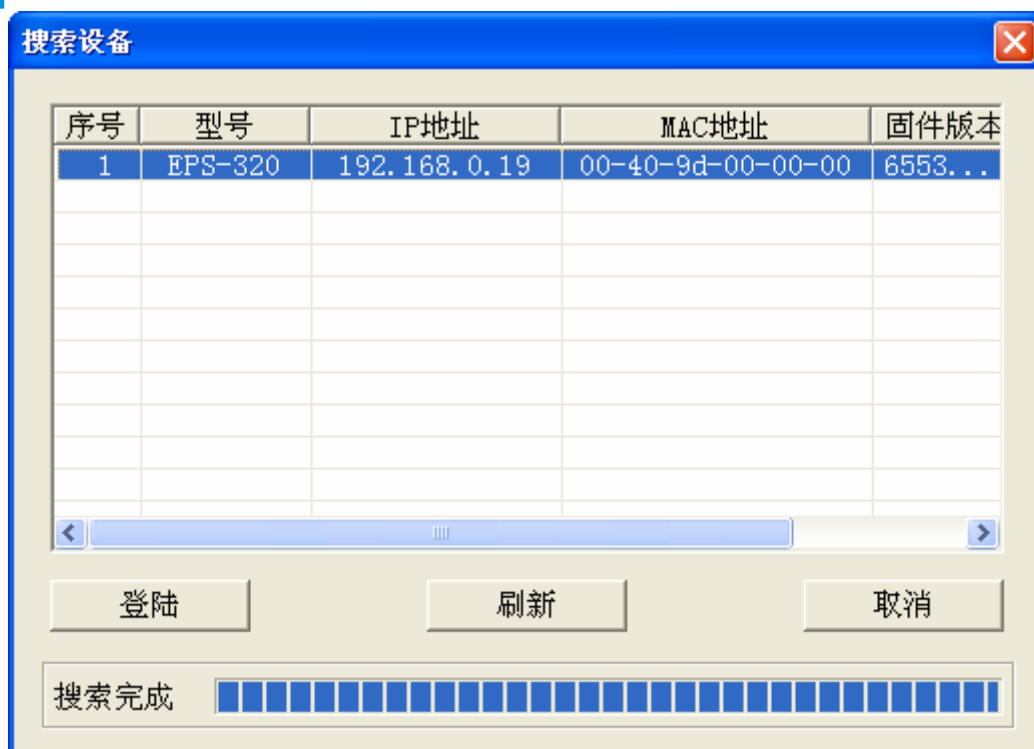 搜索设备
序号 型号 IP地址 MAC地址 固件版本
1 EPS-320 192.168.0.19 00-40-9d-00-00-00 6553...
登陆 刷新 取消
搜索完成